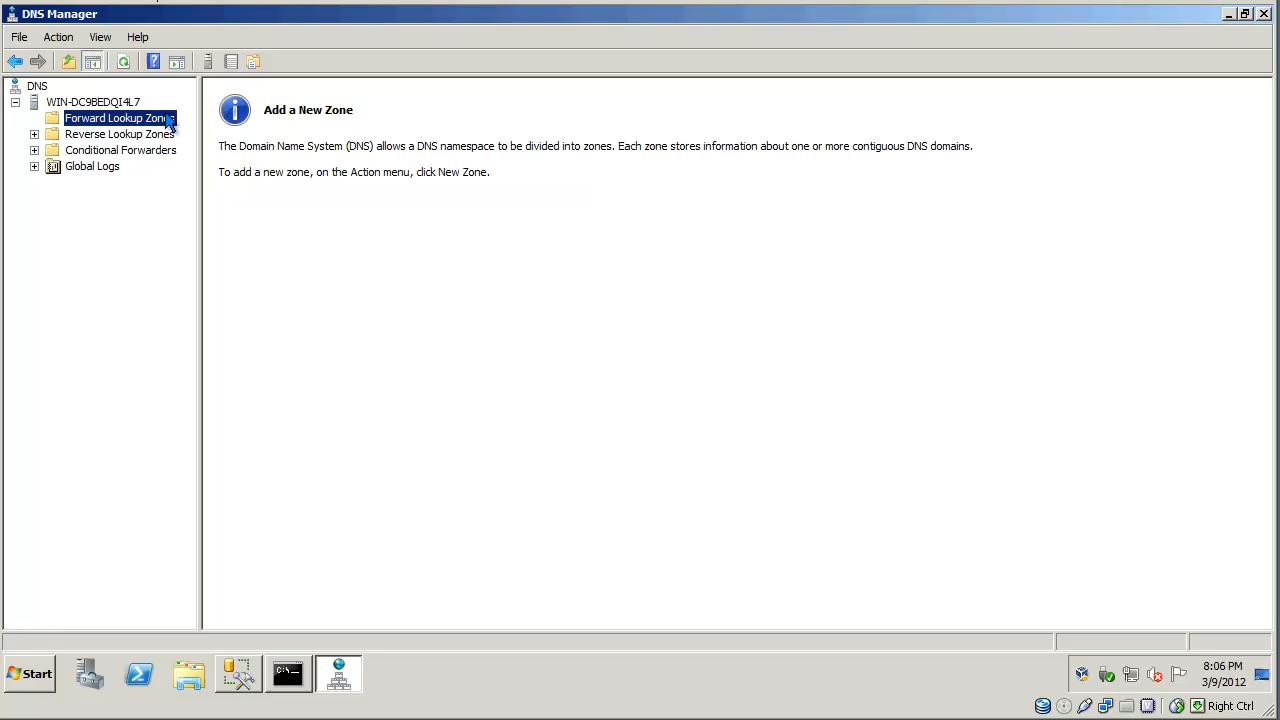 DNS Manager
File Action View Help
DNS
WIN-DC9BEDQI4L7
Forward Lookup Zones
Reverse Lookup Zones
Conditional Forwarders
Global Logs
Add a New Zone
The Domain Name System (DNS) allows a DNS namespace to be divided into zones. Each zone stores information about one or more contiguous DNS domains.
To add a new zone, on the Action menu, click New Zone.
Start
C:\
8:06 PM
3/9/2012
Right Ctrl